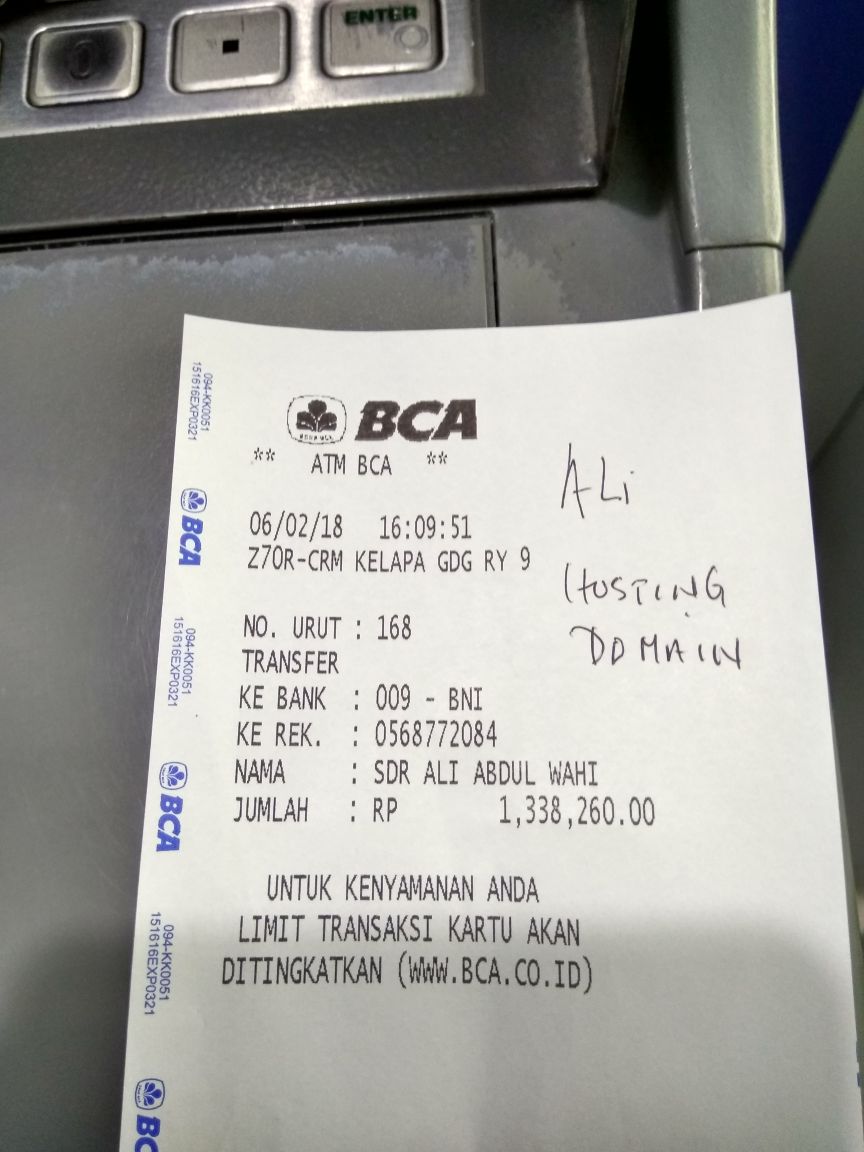 ENTER
BCA
** ATM BCA **
06/02/18 16:09:51
Z70R-CRM KELAPA GDG RY 9
NO. URUT : 168
TRANSFER
KE BANK : 009 - BNI
KE REK. : 0568772084
NAMA : SDR ALI ABDUL WAHI
JUMLAH : RP 1,338,260.00
UNTUK KENYAMANAN ANDA
LIMIT TRANSAKSI KARTU AKAN
DITINGKATKAN (WWW.BCA.CO.ID)
ALi
HOSTING
DOMAIN
094-KK0051
151616EXP0321
BCA
094-KK0051
151616EXP0321
BCA
094-KK0051
151616EXP0321
BC